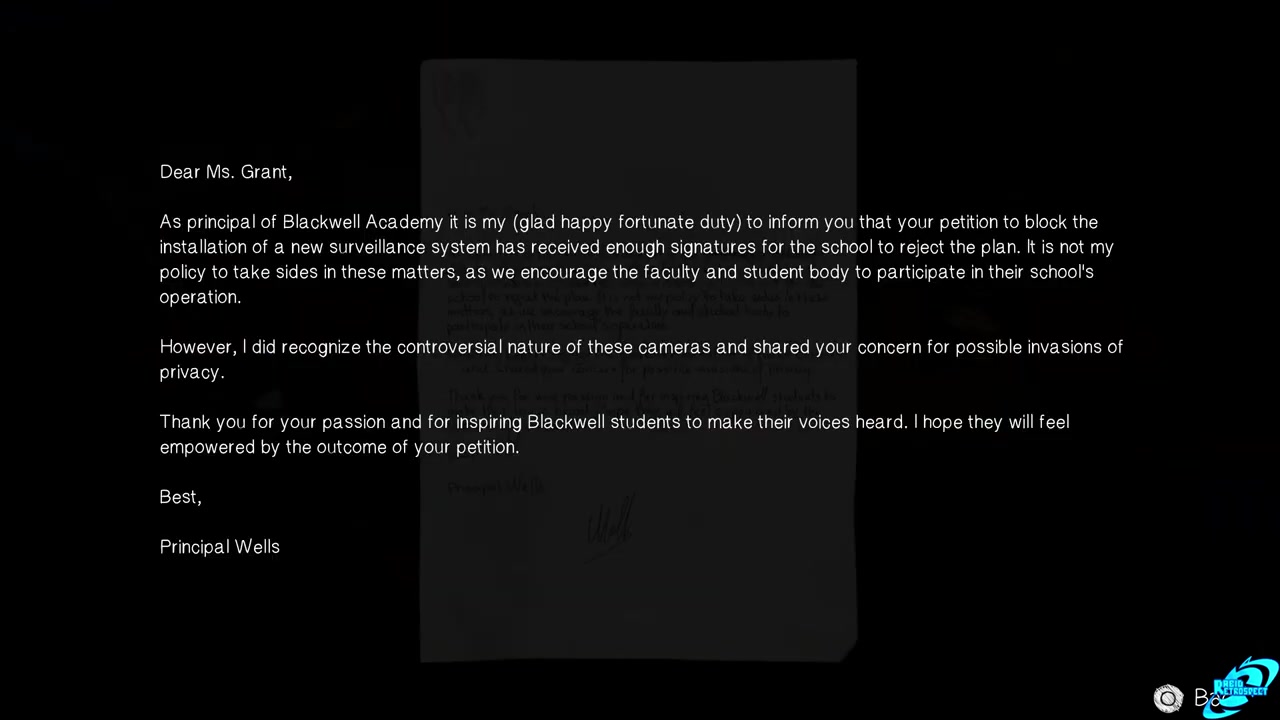 Dear Ms. Grant,
As principal of Blackwell Academy it is my (glad happy fortunate duty) to inform you that your petition to block the
installation of a new surveillance system has received enough signatures for the school to reject the plan. It is not my
policy to take sides in these matters, as we encourage the faculty and student body to participate in their school's
operation.
However, I did recognize the controversial nature of these cameras and shared your concern for possible invasions of
privacy.
Thank you for your passion and for inspiring Blackwell students to make their voices heard. I hope they will feel
empowered by the outcome of your petition.
Best,
Principal Wells
Principal Wells
RAPID
RETROSPECT